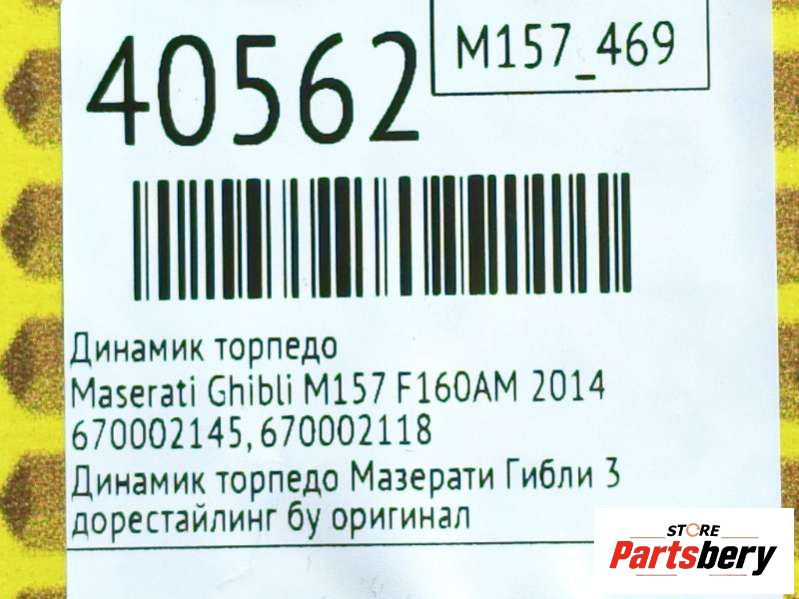 40562
M157_469
Динамик торпедо
Maserati Ghibli M157 F160AM 2014
670002145, 670002118
Динамик торпедо Мазерати Гибли 3
дорестайлинг бу оригинал
STORE
Partsbery